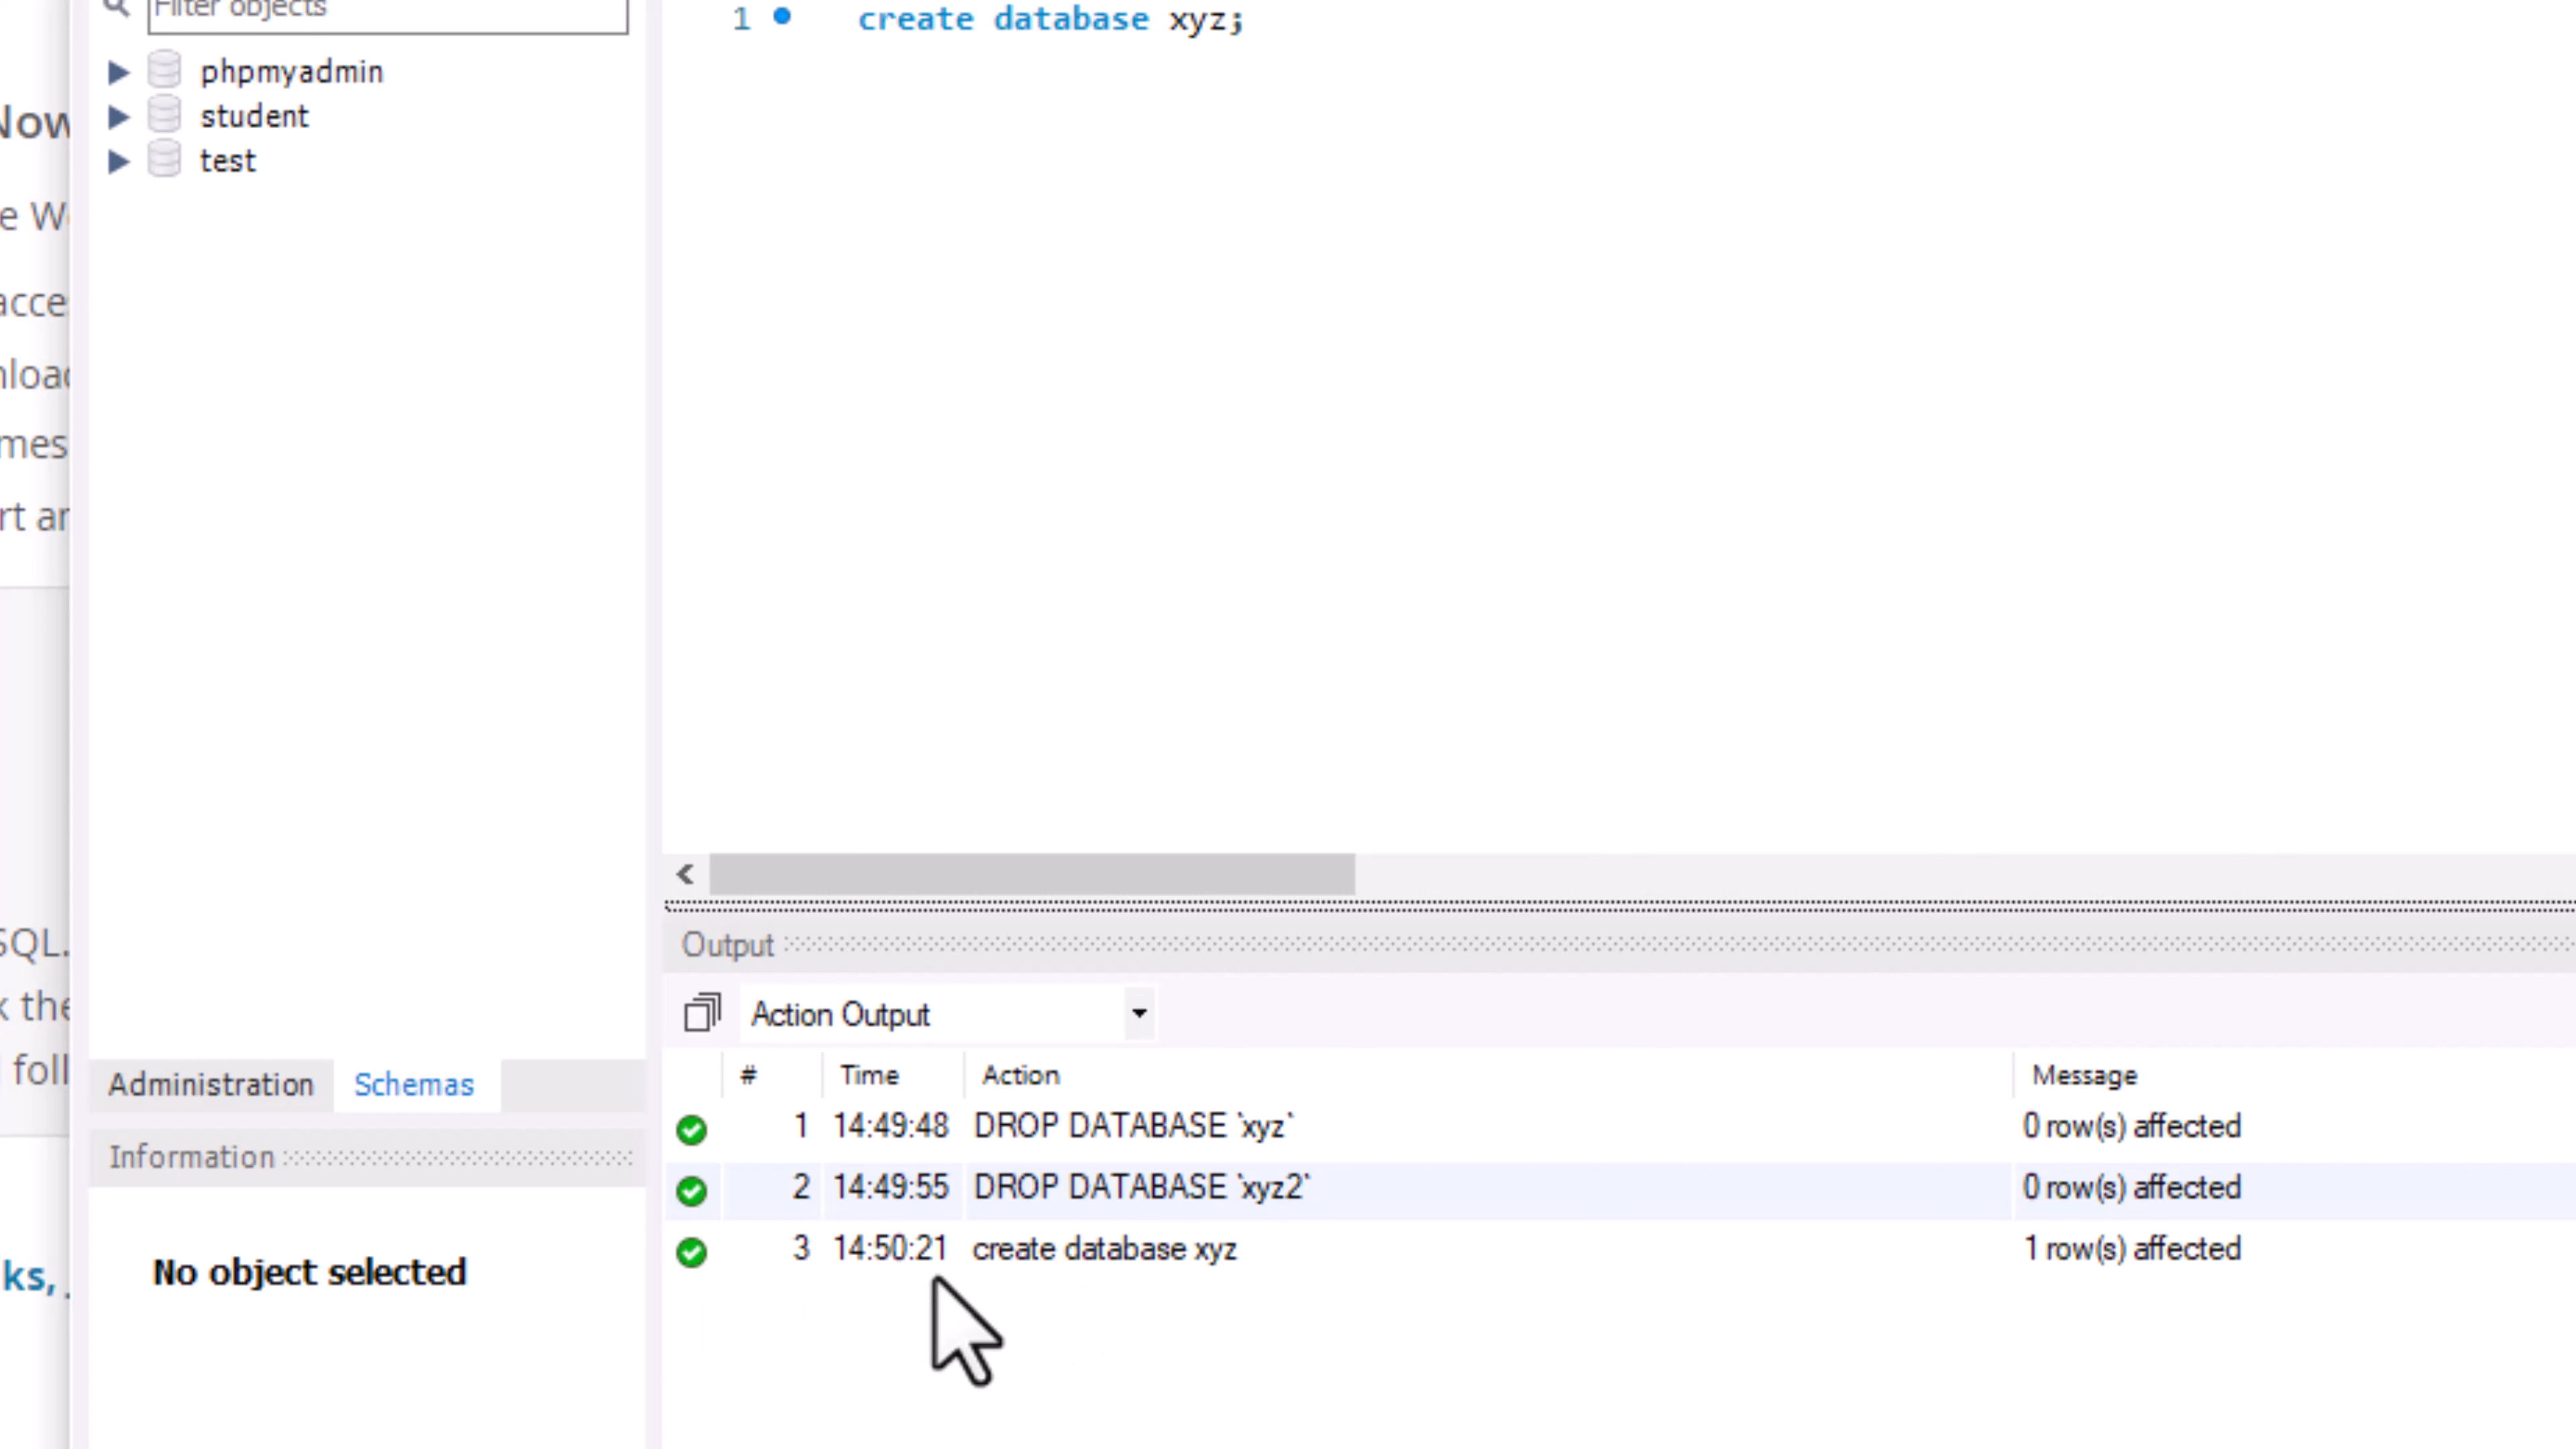 Filter objects
phpmyadmin
student
test
1 create database xyz;
Output
Action Output
# Time Action Message
1 14:49:48 DROP DATABASE `xyz` 0 row(s) affected
2 14:49:55 DROP DATABASE `xyz2` 0 row(s) affected
3 14:50:21 create database xyz 1 row(s) affected
Administration Schemas
Information
No object selected
SQL.